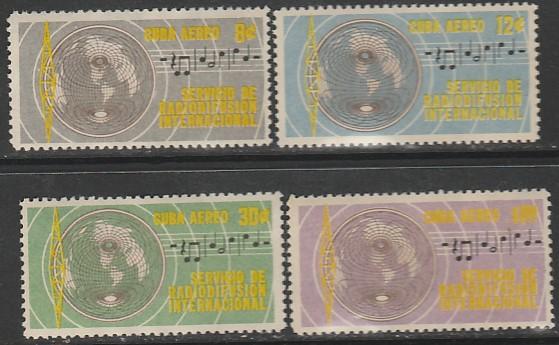 CUBA AEREO 8¢
SERVICIO DE
RADIODIFUSION
INTERNACIONAL
CUBA AEREO 12¢
SERVICIO DE
RADIODIFUSION
INTERNACIONAL
CUBA AEREO 30¢
SERVICIO DE
RADIODIFUSION
INTERNACIONAL
CUBA AEREO
SERVICIO DE
RADIODIFUSION
INTERNACIONAL